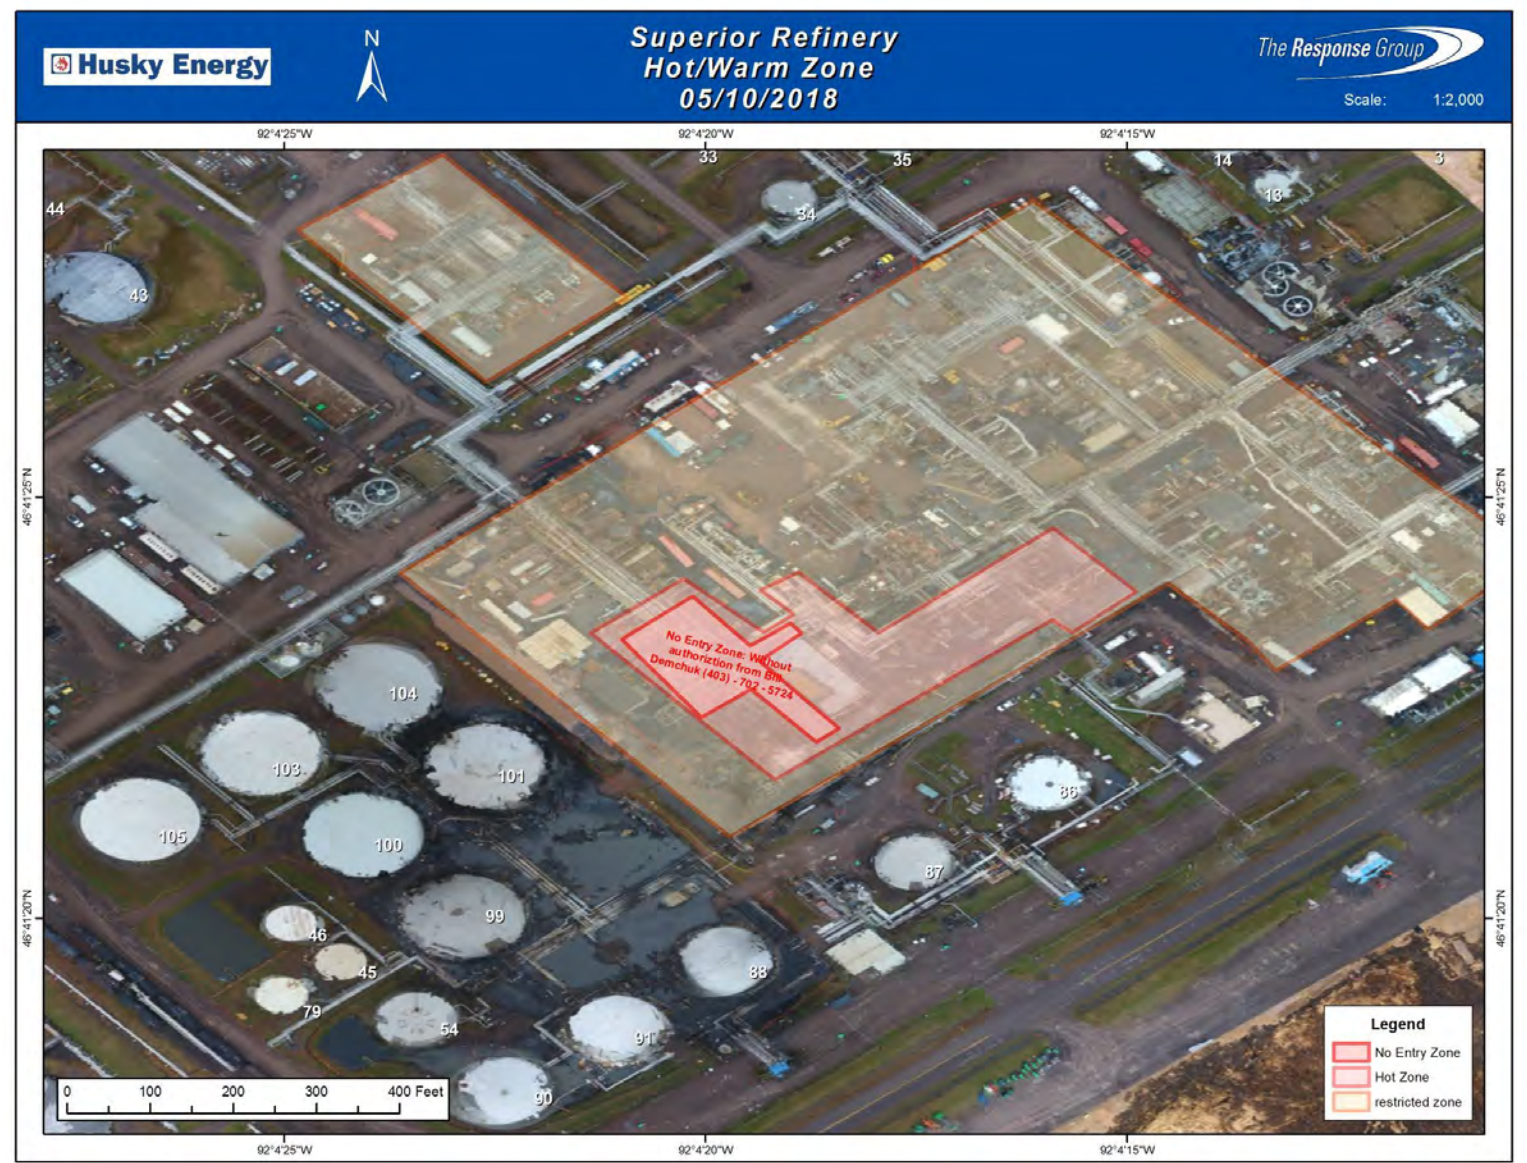 Husky Energy
N
Superior Refinery
Hot/Warm Zone
05/10/2018
The Response Group
Scale: 1:2,000
92°4'25"W 92°4'20"W 92°4'15"W
33 35 14 3
13
34
44
43
46°41'25"N 46°41'25"N
No Entry Zone: Without
authoriztion from Bill
Demchuk (403) - 702 - 5724
104
103
101
105
100
86
87
99
46
45
88
79
54
91
90
46°41'20"N 46°41'20"N
Legend
No Entry Zone
Hot Zone
restricted zone
0 100 200 300 400 Feet
92°4'25"W 92°4'20"W 92°4'15"W